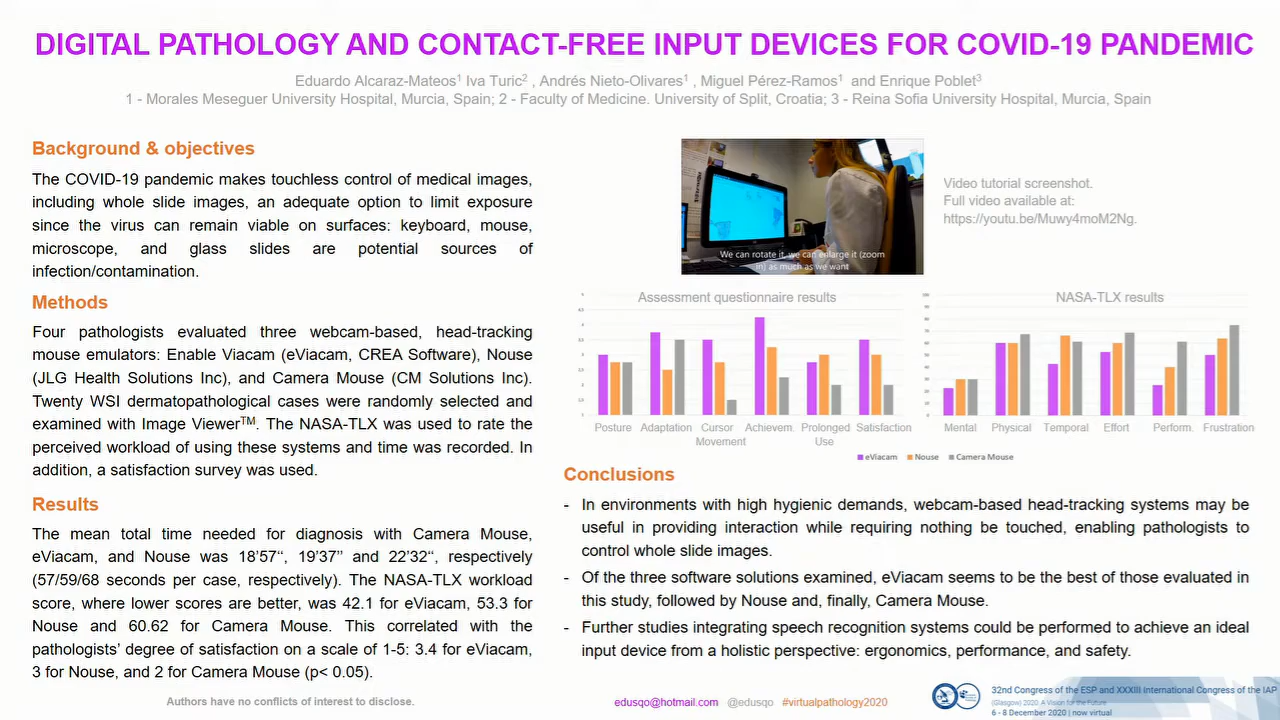 DIGITAL PATHOLOGY AND CONTACT-FREE INPUT DEVICES FOR COVID-19 PANDEMIC
Eduardo Alcaraz-Mateos1 Iva Turic2 , Andrés Nieto-Olivares1 , Miguel Pérez-Ramos1 and Enrique Poblet3
1 - Morales Meseguer University Hospital, Murcia, Spain; 2 - Faculty of Medicine. University of Split, Croatia; 3 - Reina Sofia University Hospital, Murcia, Spain
Background & objectives
The COVID-19 pandemic makes touchless control of medical images,
including whole slide images, an adequate option to limit exposure
since the virus can remain viable on surfaces: keyboard, mouse,
microscope, and glass slides are potential sources of
infection/contamination.
Methods
Four pathologists evaluated three webcam-based, head-tracking
mouse emulators: Enable Viacam (eViacam, CREA Software), Nouse
(JLG Health Solutions Inc), and Camera Mouse (CM Solutions Inc).
Twenty WSI dermatopathological cases were randomly selected and
examined with Image ViewerTM. The NASA-TLX was used to rate the
perceived workload of using these systems and time was recorded. In
addition, a satisfaction survey was used.
Results
The mean total time needed for diagnosis with Camera Mouse,
eViacam, and Nouse was 18'57“, 19'37” and 22'32“, respectively
(57/59/68 seconds per case, respectively). The NASA-TLX workload
score, where lower scores are better, was 42.1 for eViacam, 53.3 for
Nouse and 60.62 for Camera Mouse. This correlated with the
pathologists’ degree of satisfaction on a scale of 1-5: 3.4 for eViacam,
3 for Nouse, and 2 for Camera Mouse (p< 0.05).
We can rotate it, we can enlarge it (zoom
in) as much as we want
Video tutorial screenshot.
Full video available at:
https://youtu.be/Muwy4moM2Ng.
Assessment questionnaire results
Posture Adaptation Cursor Movement Achievem. Prolonged Use Satisfaction
NASA-TLX results
Mental Physical Temporal Effort Perform. Frustration
eViacam Nouse Camera Mouse
Conclusions
- In environments with high hygienic demands, webcam-based head-tracking systems may be
useful in providing interaction while requiring nothing be touched, enabling pathologists to
control whole slide images.
- Of the three software solutions examined, eViacam seems to be the best of those evaluated in
this study, followed by Nouse and, finally, Camera Mouse.
- Further studies integrating speech recognition systems could be performed to achieve an ideal
input device from a holistic perspective: ergonomics, performance, and safety.
Authors have no conflicts of interest to disclose.
edusqo@hotmail.com @edusqo #virtualpathology2020
32nd Congress of the ESP and XXXIII International Congress of the IAP
(Glasgow) 2020 A Vision for the Future
6 - 8 December 2020 | now virtual